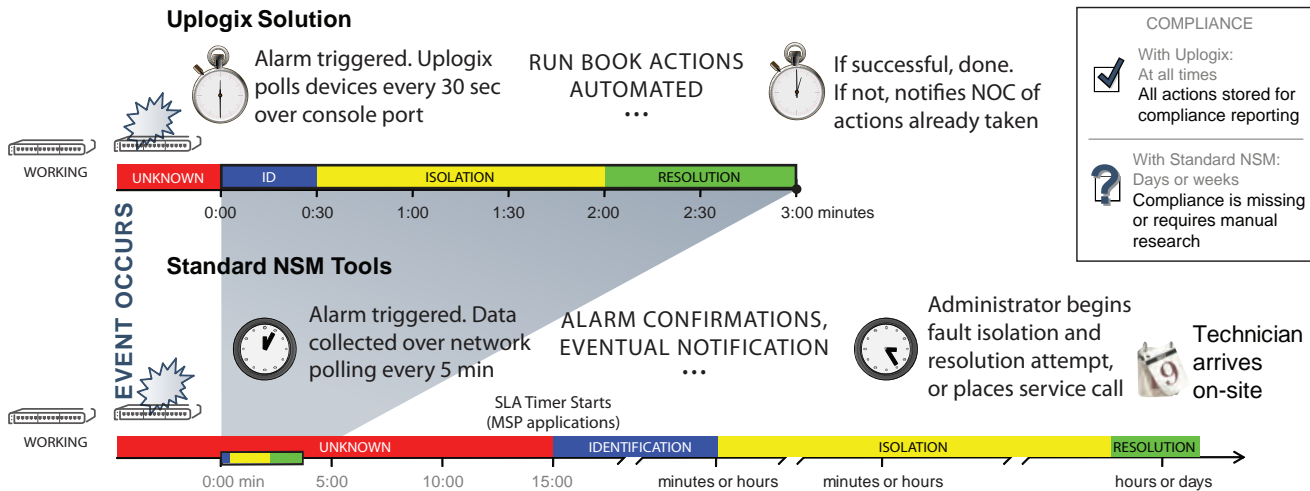 Uplogix Solution
Alarm triggered. Uplogix
polls devices every 30 sec
over console port
RUN BOOK ACTIONS
AUTOMATED
...
If successful, done.
If not, notifies NOC of
actions already taken
COMPLIANCE
With Uplogix:
At all times
All actions stored for
compliance reporting
?
With Standard NSM:
Days or weeks
Compliance is missing
or requires manual
research
WORKING
UNKNOWN
ID
ISOLATION
RESOLUTION
0:00
0:30
1:00
1:30
2:00
2:30
3:00 minutes
EVENT OCCURS
Standard NSM Tools
Alarm triggered. Data
collected over network
polling every 5 min
ALARM CONFIRMATIONS,
EVENTUAL NOTIFICATION
...
Administrator begins
fault isolation and
resolution attempt,
or places service call
9
Technician
arrives
on-site
WORKING
SLA Timer Starts
(MSP applications)
UNKNOWN
IDENTIFICATION
ISOLATION
RESOLUTION
0:00 min
5:00
10:00
15:00
minutes or hours
minutes or hours
hours or days